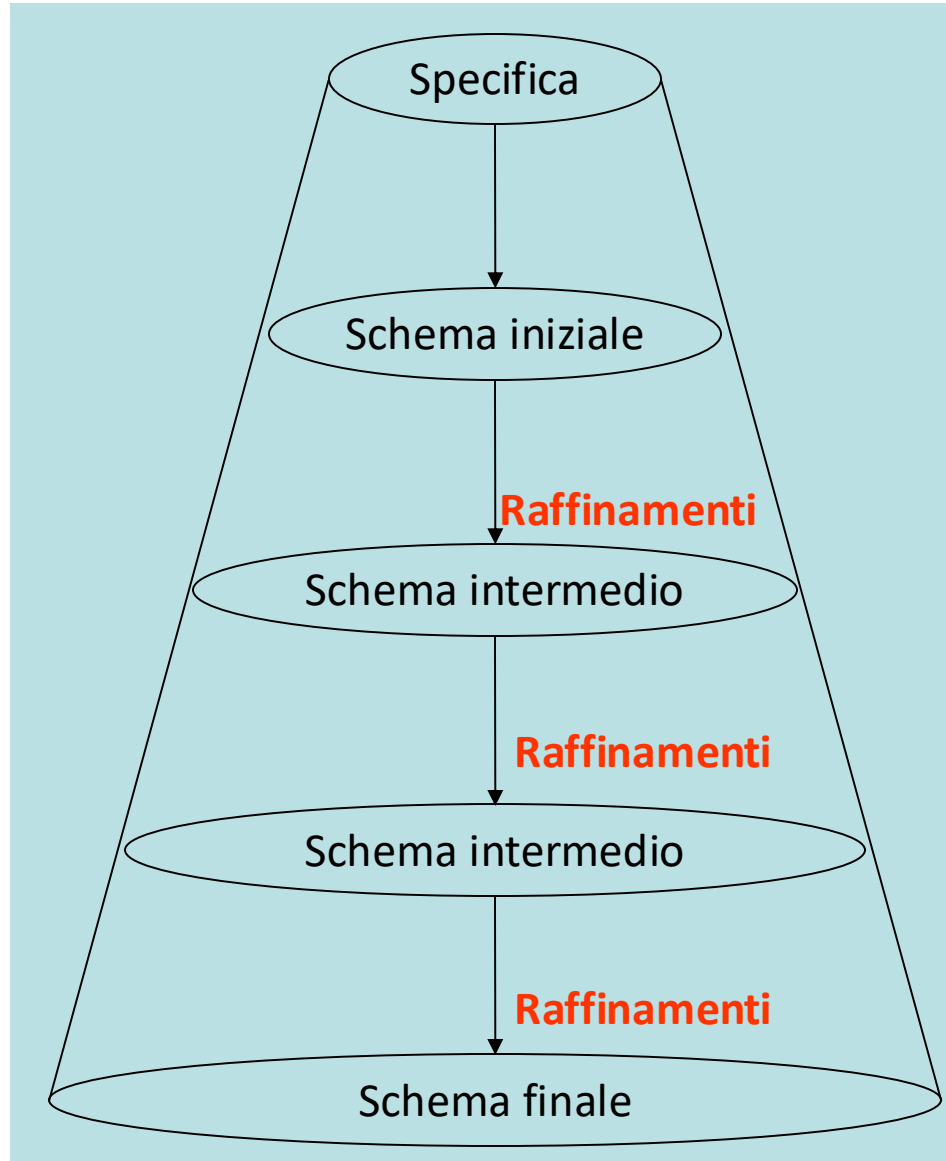 Specifica
Schema iniziale
Raffinamenti
Schema intermedio
Raffinamenti
Schema intermedio
Raffinamenti
Schema finale